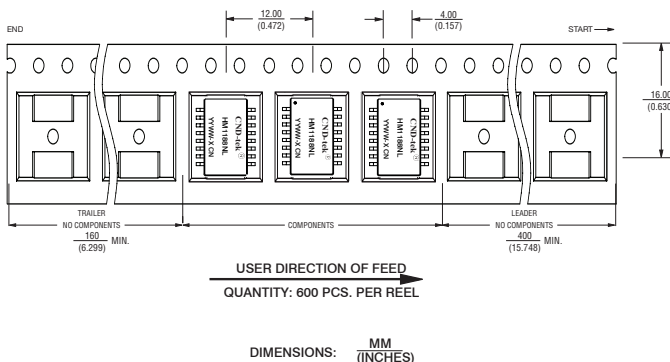 12.00
(0.472)
4.00
(0.157)
END
START
16.00
(0.630
CND-tek®
HM1188NL
YYWW-X CN
CND-tek®
HM1188NL
YYWW-X CN
CND-tek®
HM1188NL
YYWW-X CN
TRAILER
NO COMPONENTS
COMPONENTS
LEADER
NO COMPONENTS
160
(6.299)
MIN.
400
(15.748)
MIN.
USER DIRECTION OF FEED
QUANTITY: 600 PCS. PER REEL
DIMENSIONS: MM
(INCHES)